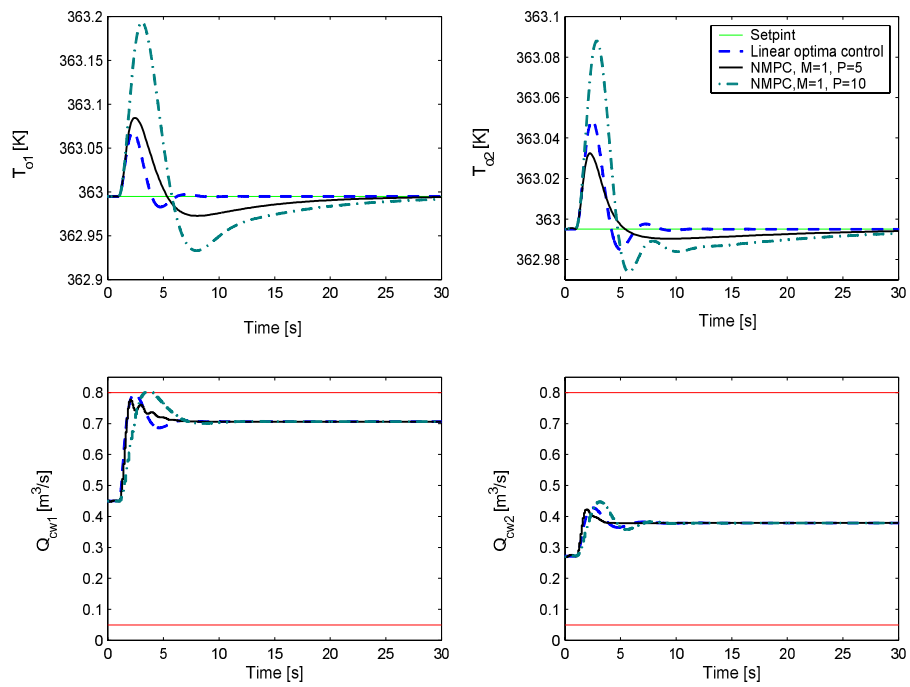 363.2
363.15
363.1
363.05
363
362.95
362.9
T_o1 [K]
0 5 10 15 20 25 30
Time [s]
363.1
363.08
363.06
363.04
363.02
363
362.98
T_o2 [K]
0 5 10 15 20 25 30
Time [s]
Setpint
Linear optima control
NMPC, M=1, P=5
NMPC,M=1, P=10
0.8
0.7
0.6
0.5
0.4
0.3
0.2
0.1
0
Q_cw1 [m³/s]
0 5 10 15 20 25 30
Time [s]
0.8
0.7
0.6
0.5
0.4
0.3
0.2
0.1
0
Q_cw2 [m³/s]
0 5 10 15 20 25 30
Time [s]